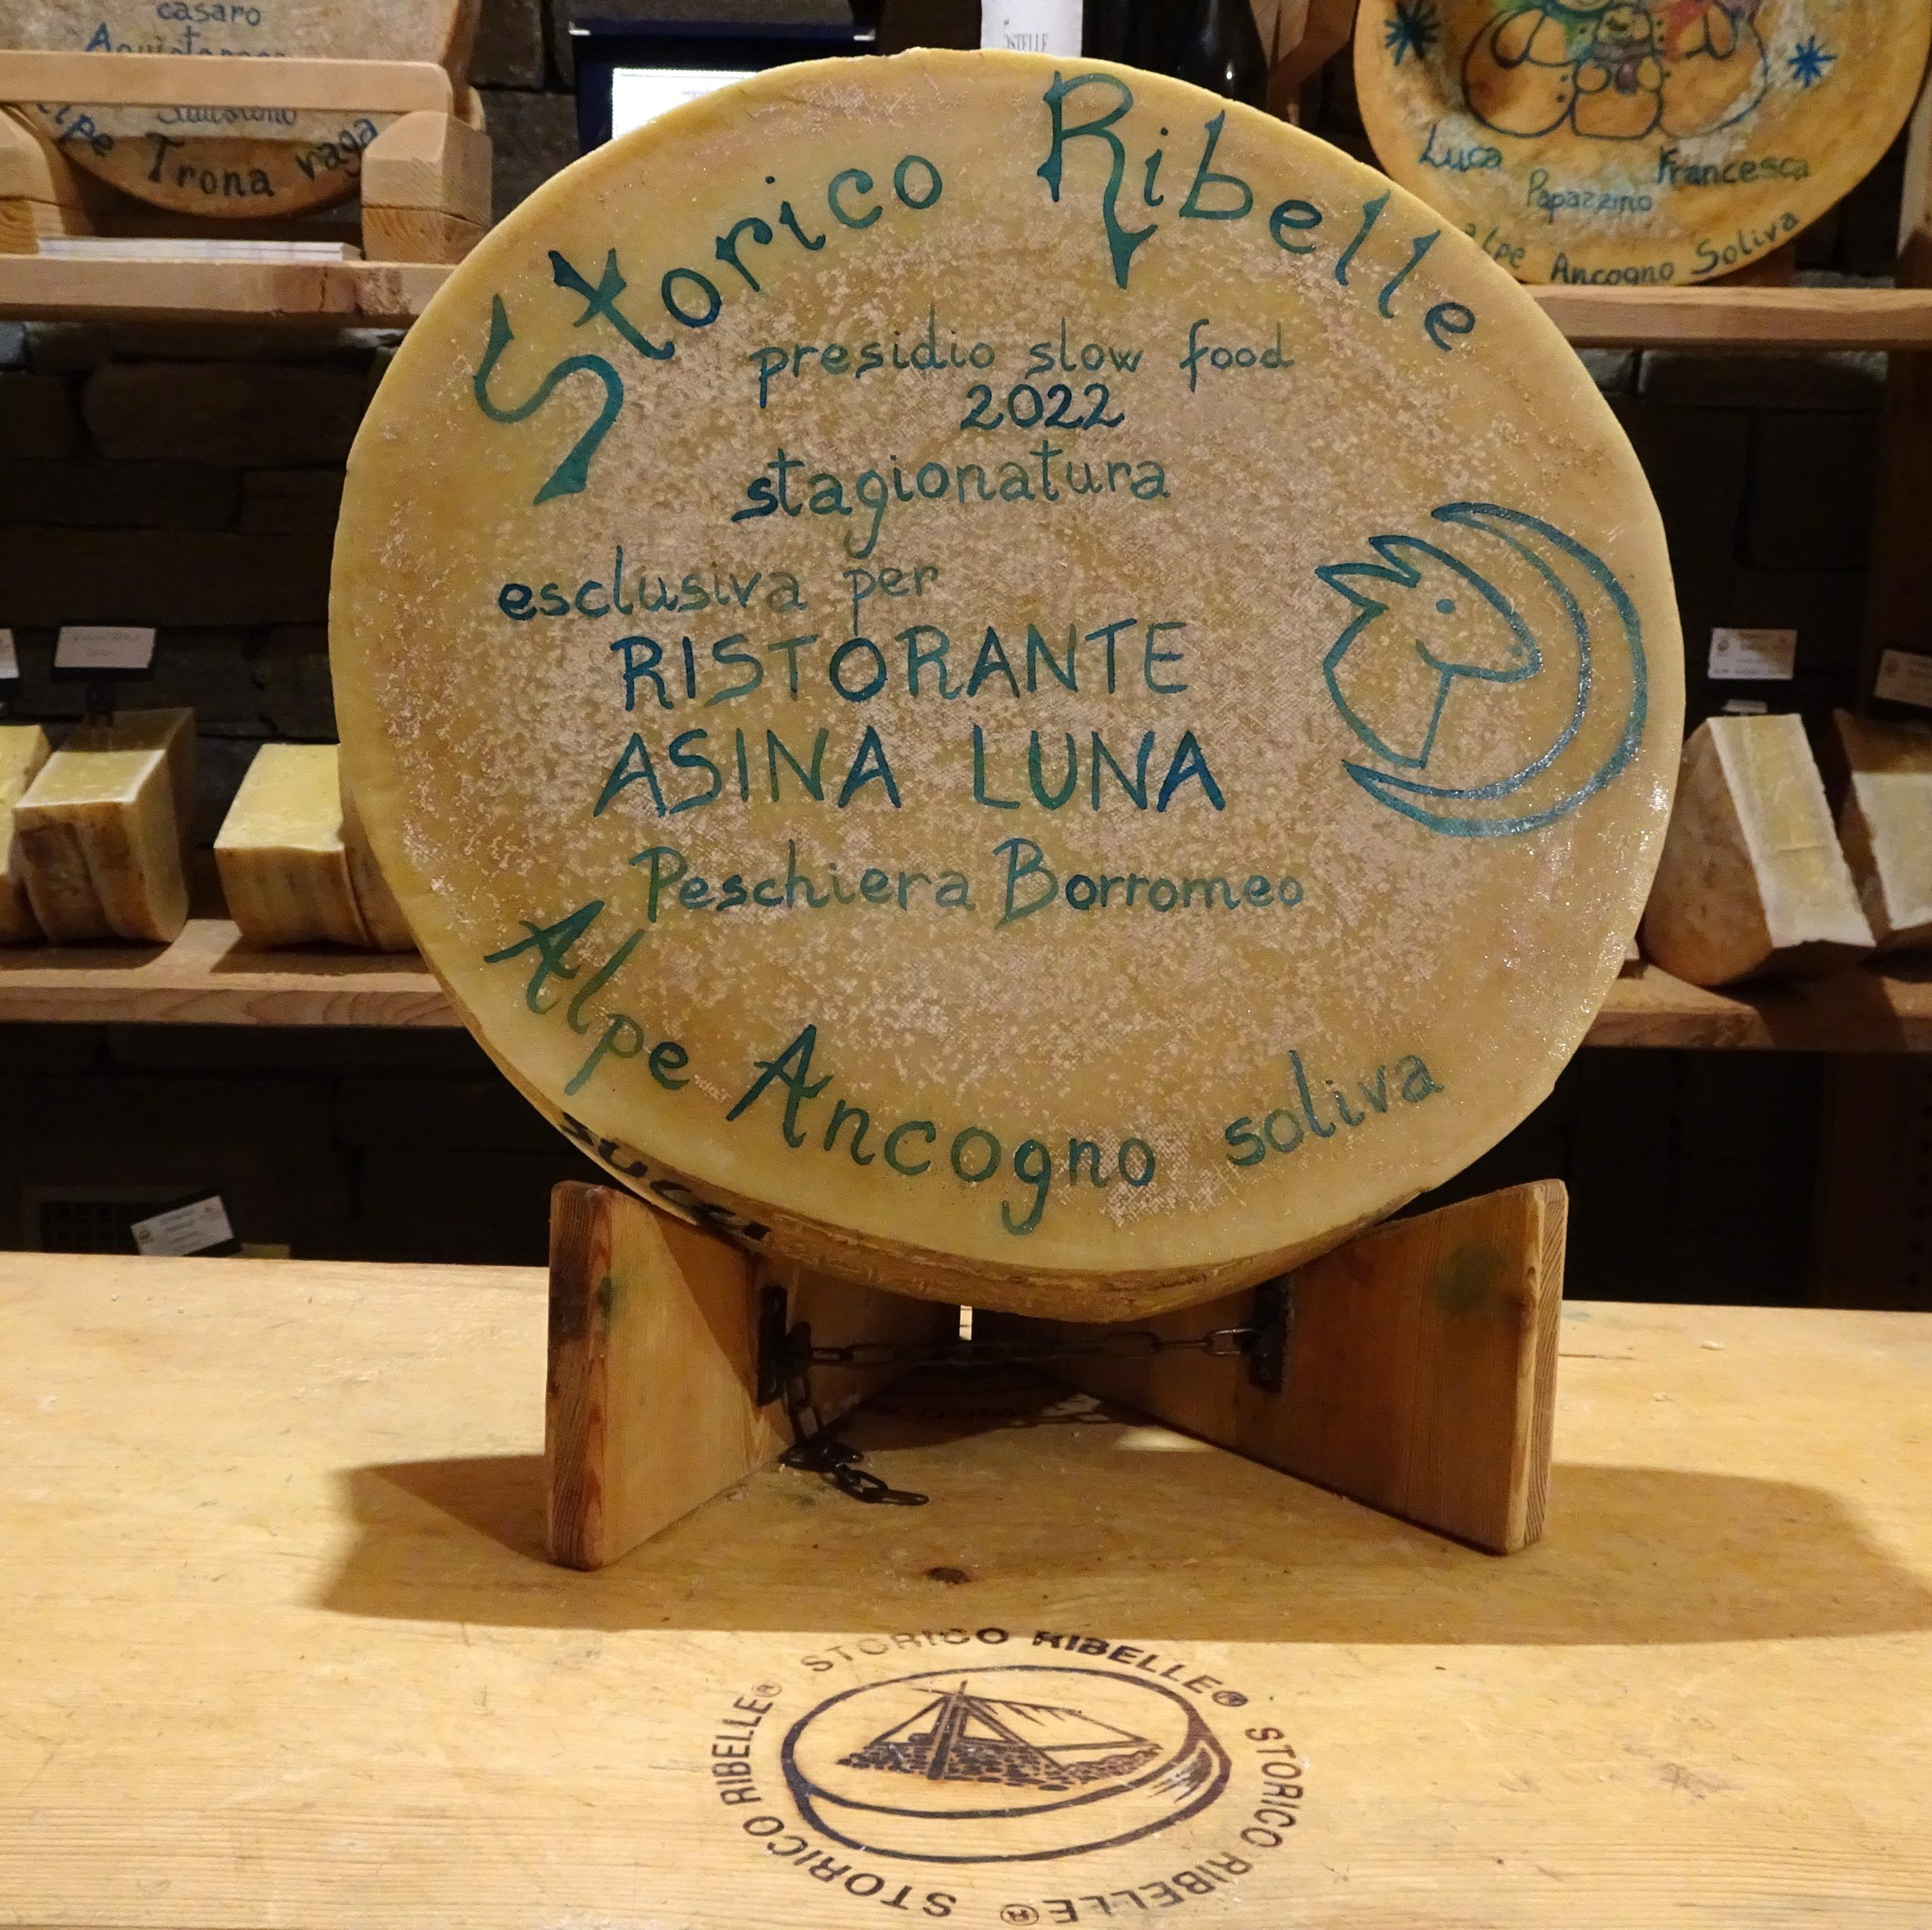 casaro
Trona vaga
OSTELLE
Luca
Francesca
Papazzino
alpe Ancogno Soliva
Storico Ribelle
presidio slow food
2022
stagionatura
esclusiva per
RISTORANTE
ASINA LUNA
Peschiera Borromeo
Alpe Ancogno soliva
STORICO RIBELLE® STORICO RIBELLE® STORICO RIBELLE®